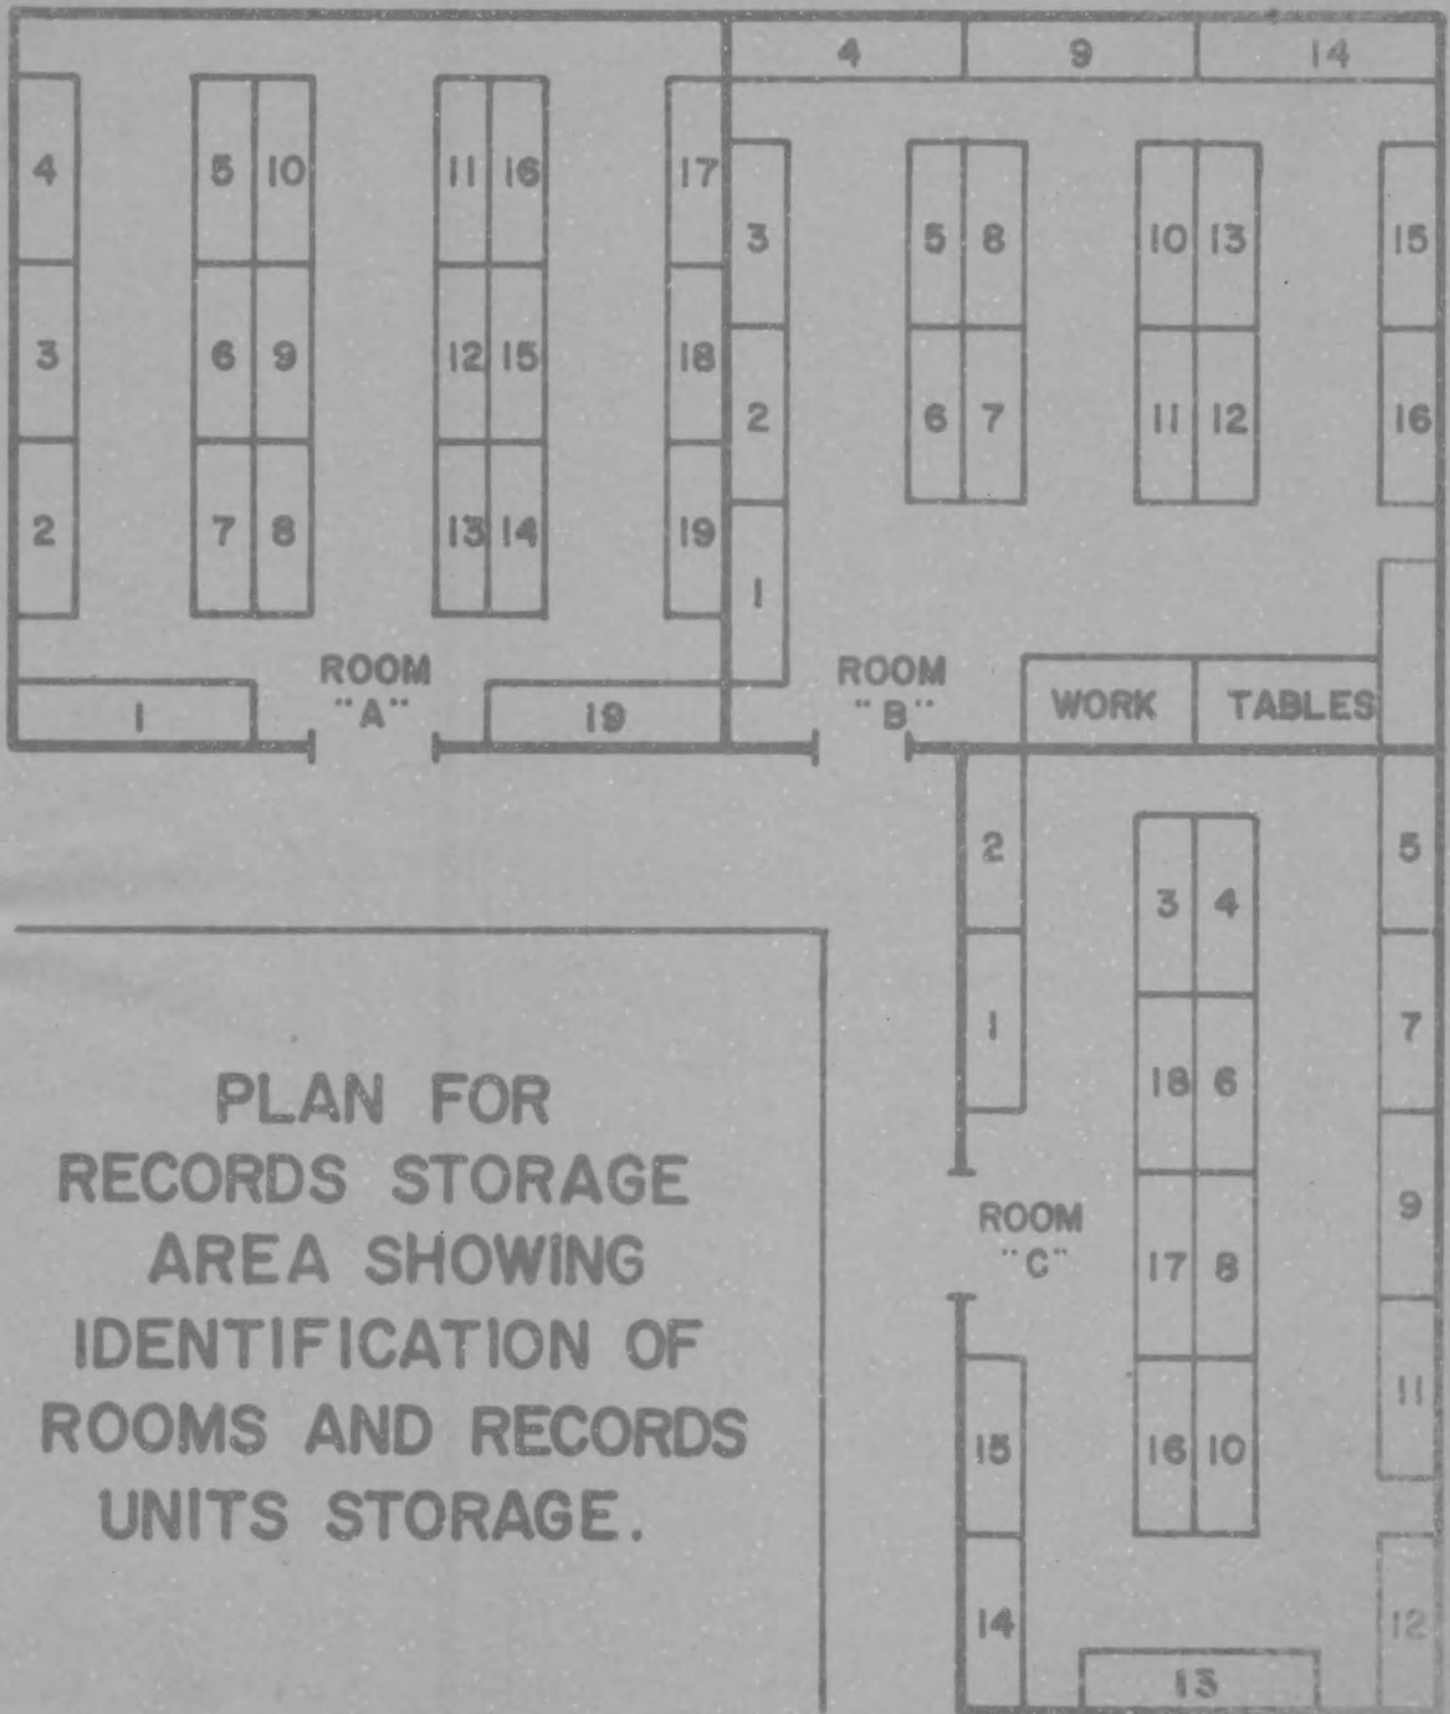 4 9 14
4 5 10 11 16 17
3 5 8 10 13 15
3 6 9 12 15 18
2 6 7 11 12 16
2 7 8 13 14 19
1
ROOM ROOM
"A" "B"
1 19
WORK TABLES
2 5
3 4
1 7
18 6
9
ROOM
"C"
17 8
11
15 16 10
14 12
13
PLAN FOR
RECORDS STORAGE
AREA SHOWING
IDENTIFICATION OF
ROOMS AND RECORDS
UNITS STORAGE.